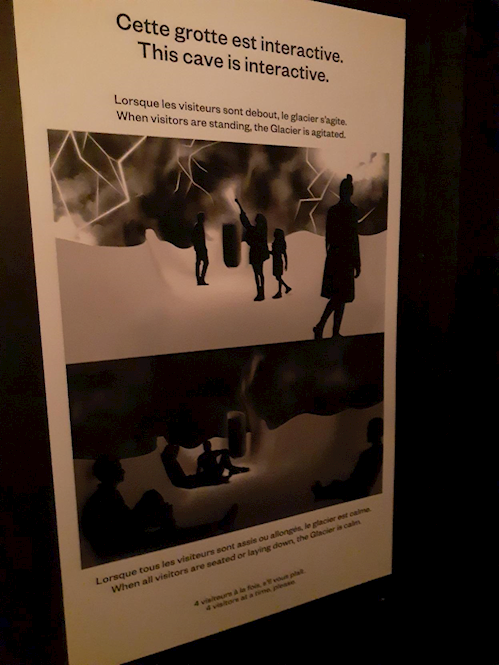 Cette grotte est interactive.
This cave is interactive.
Lorsque les visiteurs sont debout, le glacier s'agite.
When visitors are standing, the Glacier is agitated.
Lorsque tous les visiteurs sont assis ou allongés, le glacier est calme.
When all visitors are seated or laying down, the Glacier is calm.
4 visiteurs à la fois, s'il vous plaît.
4 visitors at a time, please.